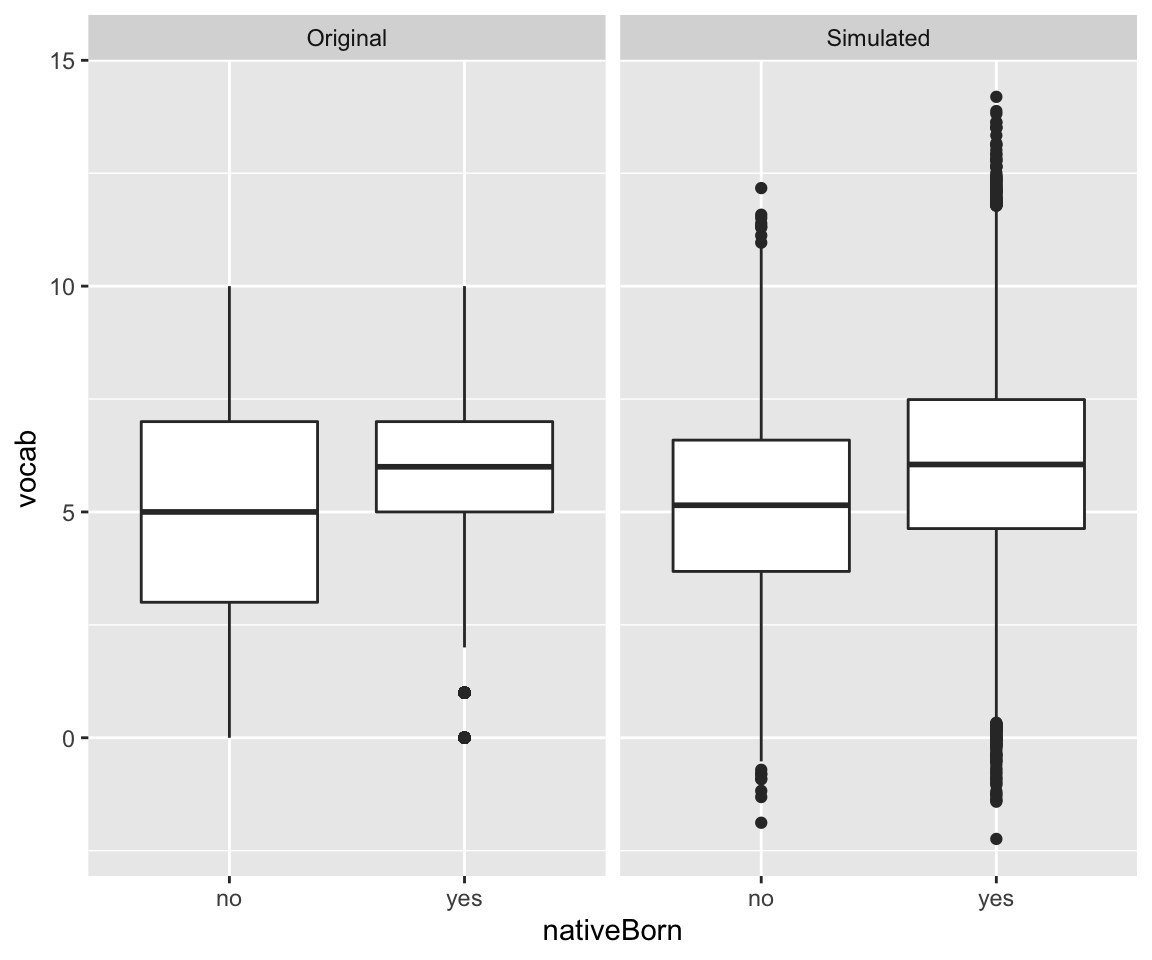 Original Simulated
15
10
5
0
vocab
no yes no yes
nativeBorn